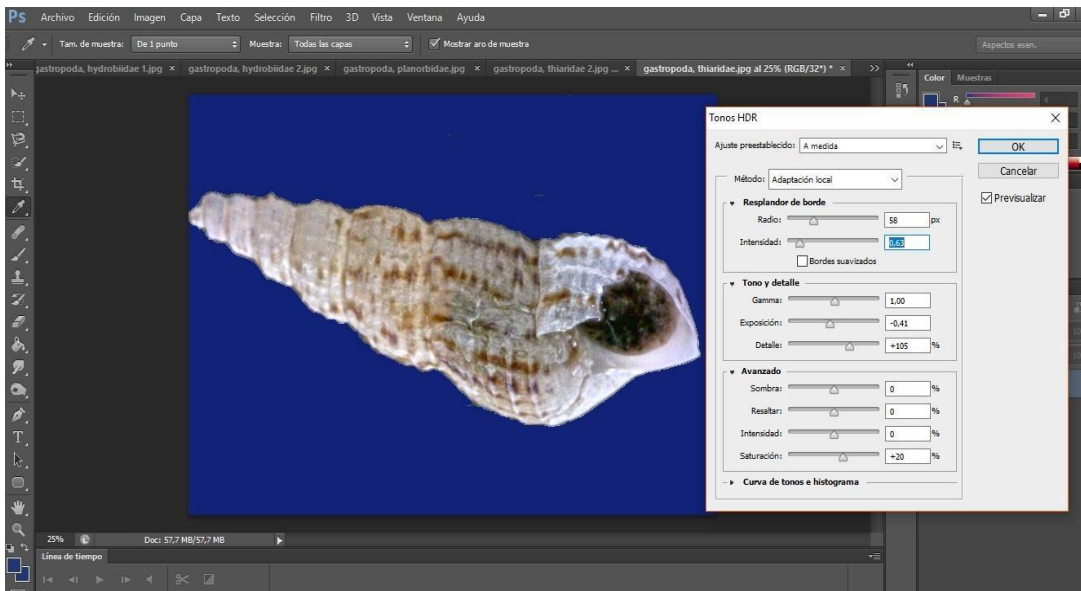 Ps Archivo Edición Imagen Capa Texto Selección Filtro 3D Vista Ventana Ayuda
Tam. de muestra: De 1 punto Muestra: Todas las capas Mostrar aro de muestra Aspectos esen.
gastropoda, hydrobiidae 1.jpg × gastropoda, hydrobiidae 2.jpg × gastropoda, planorbidae.jpg × gastropoda, thiaridae 2.jpg ... × gastropoda, thiaridae.jpg al 25% (RGB/32*) * ×
Color Muestras
R
Tonos HDR
Ajuste preestablecido: A medida
OK
Cancelar
Previsualizar
Método: Adaptación local
Resplandor de borde
Radio: 58 px
Intensidad: 0,63
Bordes suavizados
Tono y detalle
Gamma: 1,00
Exposición: -0,41
Detalle: +105 %
Avanzado
Sombra: 0 %
Resaltar: 0 %
Intensidad: 0 %
Saturación: +20 %
Curva de tonos e histograma
25% Doc: 57,7 MB/57,7 MB
Línea de tiempo